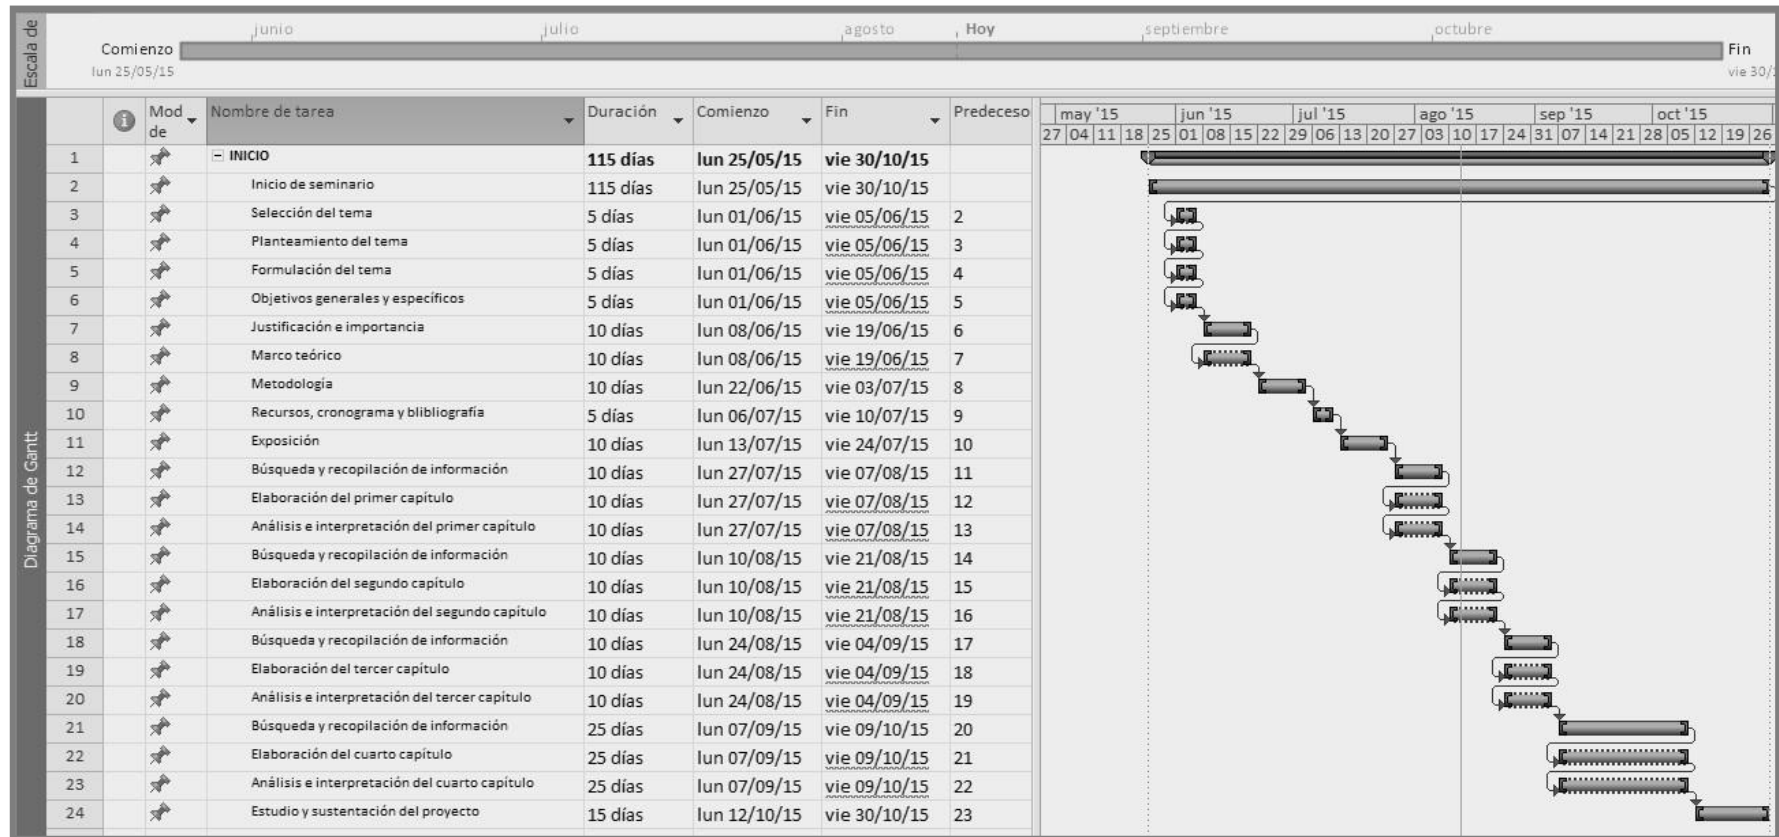 Escala de
junio julio agosto Hoy septiembre octubre
Comienzo Fin
lun 25/05/15 vie 30/
Diagrama de Gantt
Mod de Nombre de tarea Duración Comienzo Fin Predeceso
may '15 jun '15 jul '15 ago '15 sep '15 oct '15
27 04 11 18 25 01 08 15 22 29 06 13 20 27 03 10 17 24 31 07 14 21 28 05 12 19 26
1 INICIO 115 días lun 25/05/15 vie 30/10/15
2 Inicio de seminario 115 días lun 25/05/15 vie 30/10/15
3 Selección del tema 5 días lun 01/06/15 vie 05/06/15 2
4 Planteamiento del tema 5 días lun 01/06/15 vie 05/06/15 3
5 Formulación del tema 5 días lun 01/06/15 vie 05/06/15 4
6 Objetivos generales y específicos 5 días lun 01/06/15 vie 05/06/15 5
7 Justificación e importancia 10 días lun 08/06/15 vie 19/06/15 6
8 Marco teórico 10 días lun 08/06/15 vie 19/06/15 7
9 Metodología 10 días lun 22/06/15 vie 03/07/15 8
10 Recursos, cronograma y blibliografía 5 días lun 06/07/15 vie 10/07/15 9
11 Exposición 10 días lun 13/07/15 vie 24/07/15 10
12 Búsqueda y recopilación de información 10 días lun 27/07/15 vie 07/08/15 11
13 Elaboración del primer capítulo 10 días lun 27/07/15 vie 07/08/15 12
14 Análisis e interpretación del primer capítulo 10 días lun 27/07/15 vie 07/08/15 13
15 Búsqueda y recopilación de información 10 días lun 10/08/15 vie 21/08/15 14
16 Elaboración del segundo capítulo 10 días lun 10/08/15 vie 21/08/15 15
17 Análisis e interpretación del segundo capítulo 10 días lun 10/08/15 vie 21/08/15 16
18 Búsqueda y recopilación de información 10 días lun 24/08/15 vie 04/09/15 17
19 Elaboración del tercer capítulo 10 días lun 24/08/15 vie 04/09/15 18
20 Análisis e interpretación del tercer capítulo 10 días lun 24/08/15 vie 04/09/15 19
21 Búsqueda y recopilación de información 25 días lun 07/09/15 vie 09/10/15 20
22 Elaboración del cuarto capítulo 25 días lun 07/09/15 vie 09/10/15 21
23 Análisis e interpretación del cuarto capítulo 25 días lun 07/09/15 vie 09/10/15 22
24 Estudio y sustentación del proyecto 15 días lun 12/10/15 vie 30/10/15 23